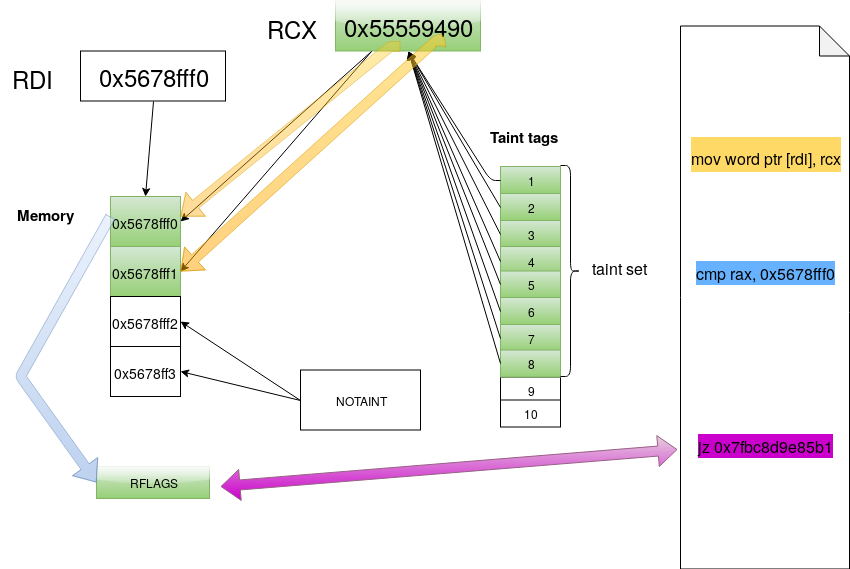 RCX
0x55559490
RDI
0x5678fff0
Taint tags
mov word ptr [rdi], rcx
Memory
0x5678fff0
0x5678fff1
0x5678fff2
0x5678ff3
1
2
3
4
5
6
7
8
9
10
taint set
cmp rax, 0x5678fff0
NOTAINT
jz 0x7fbc8d9e85b1
RFLAGS